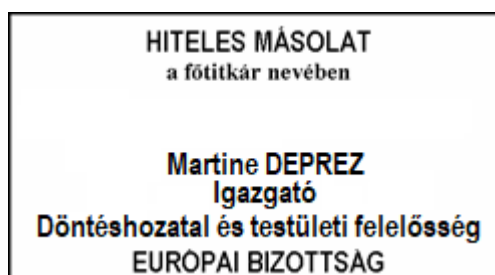 HITELES MÁSOLAT
a főtitkár nevében
Martine DEPREZ
Igazgató
Döntéshozatal és testületi felelősség
EURÓPAI BIZOTTSÁG